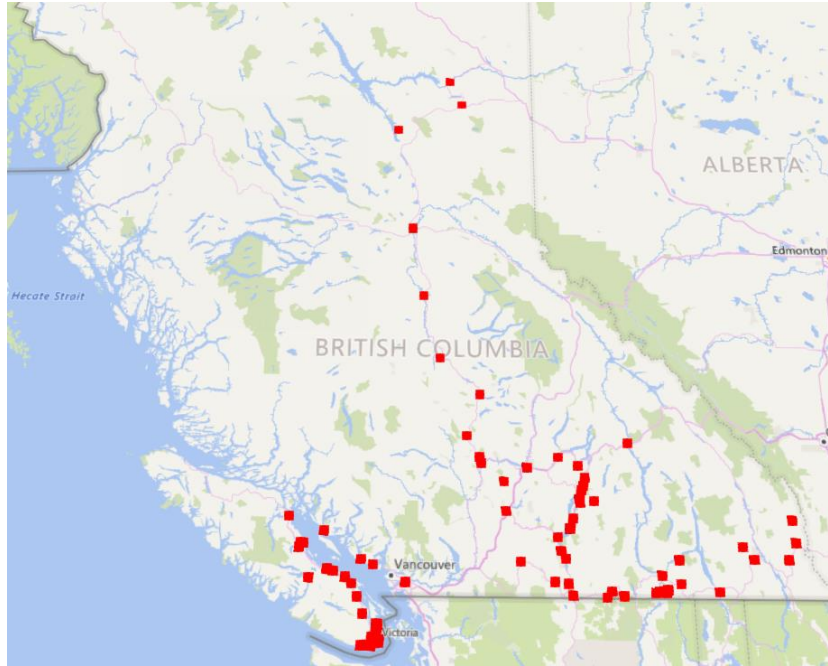 ALBERTA
Edmonton
Hecate Strait
BRITISH COLUMBIA
Vancouver
Victoria